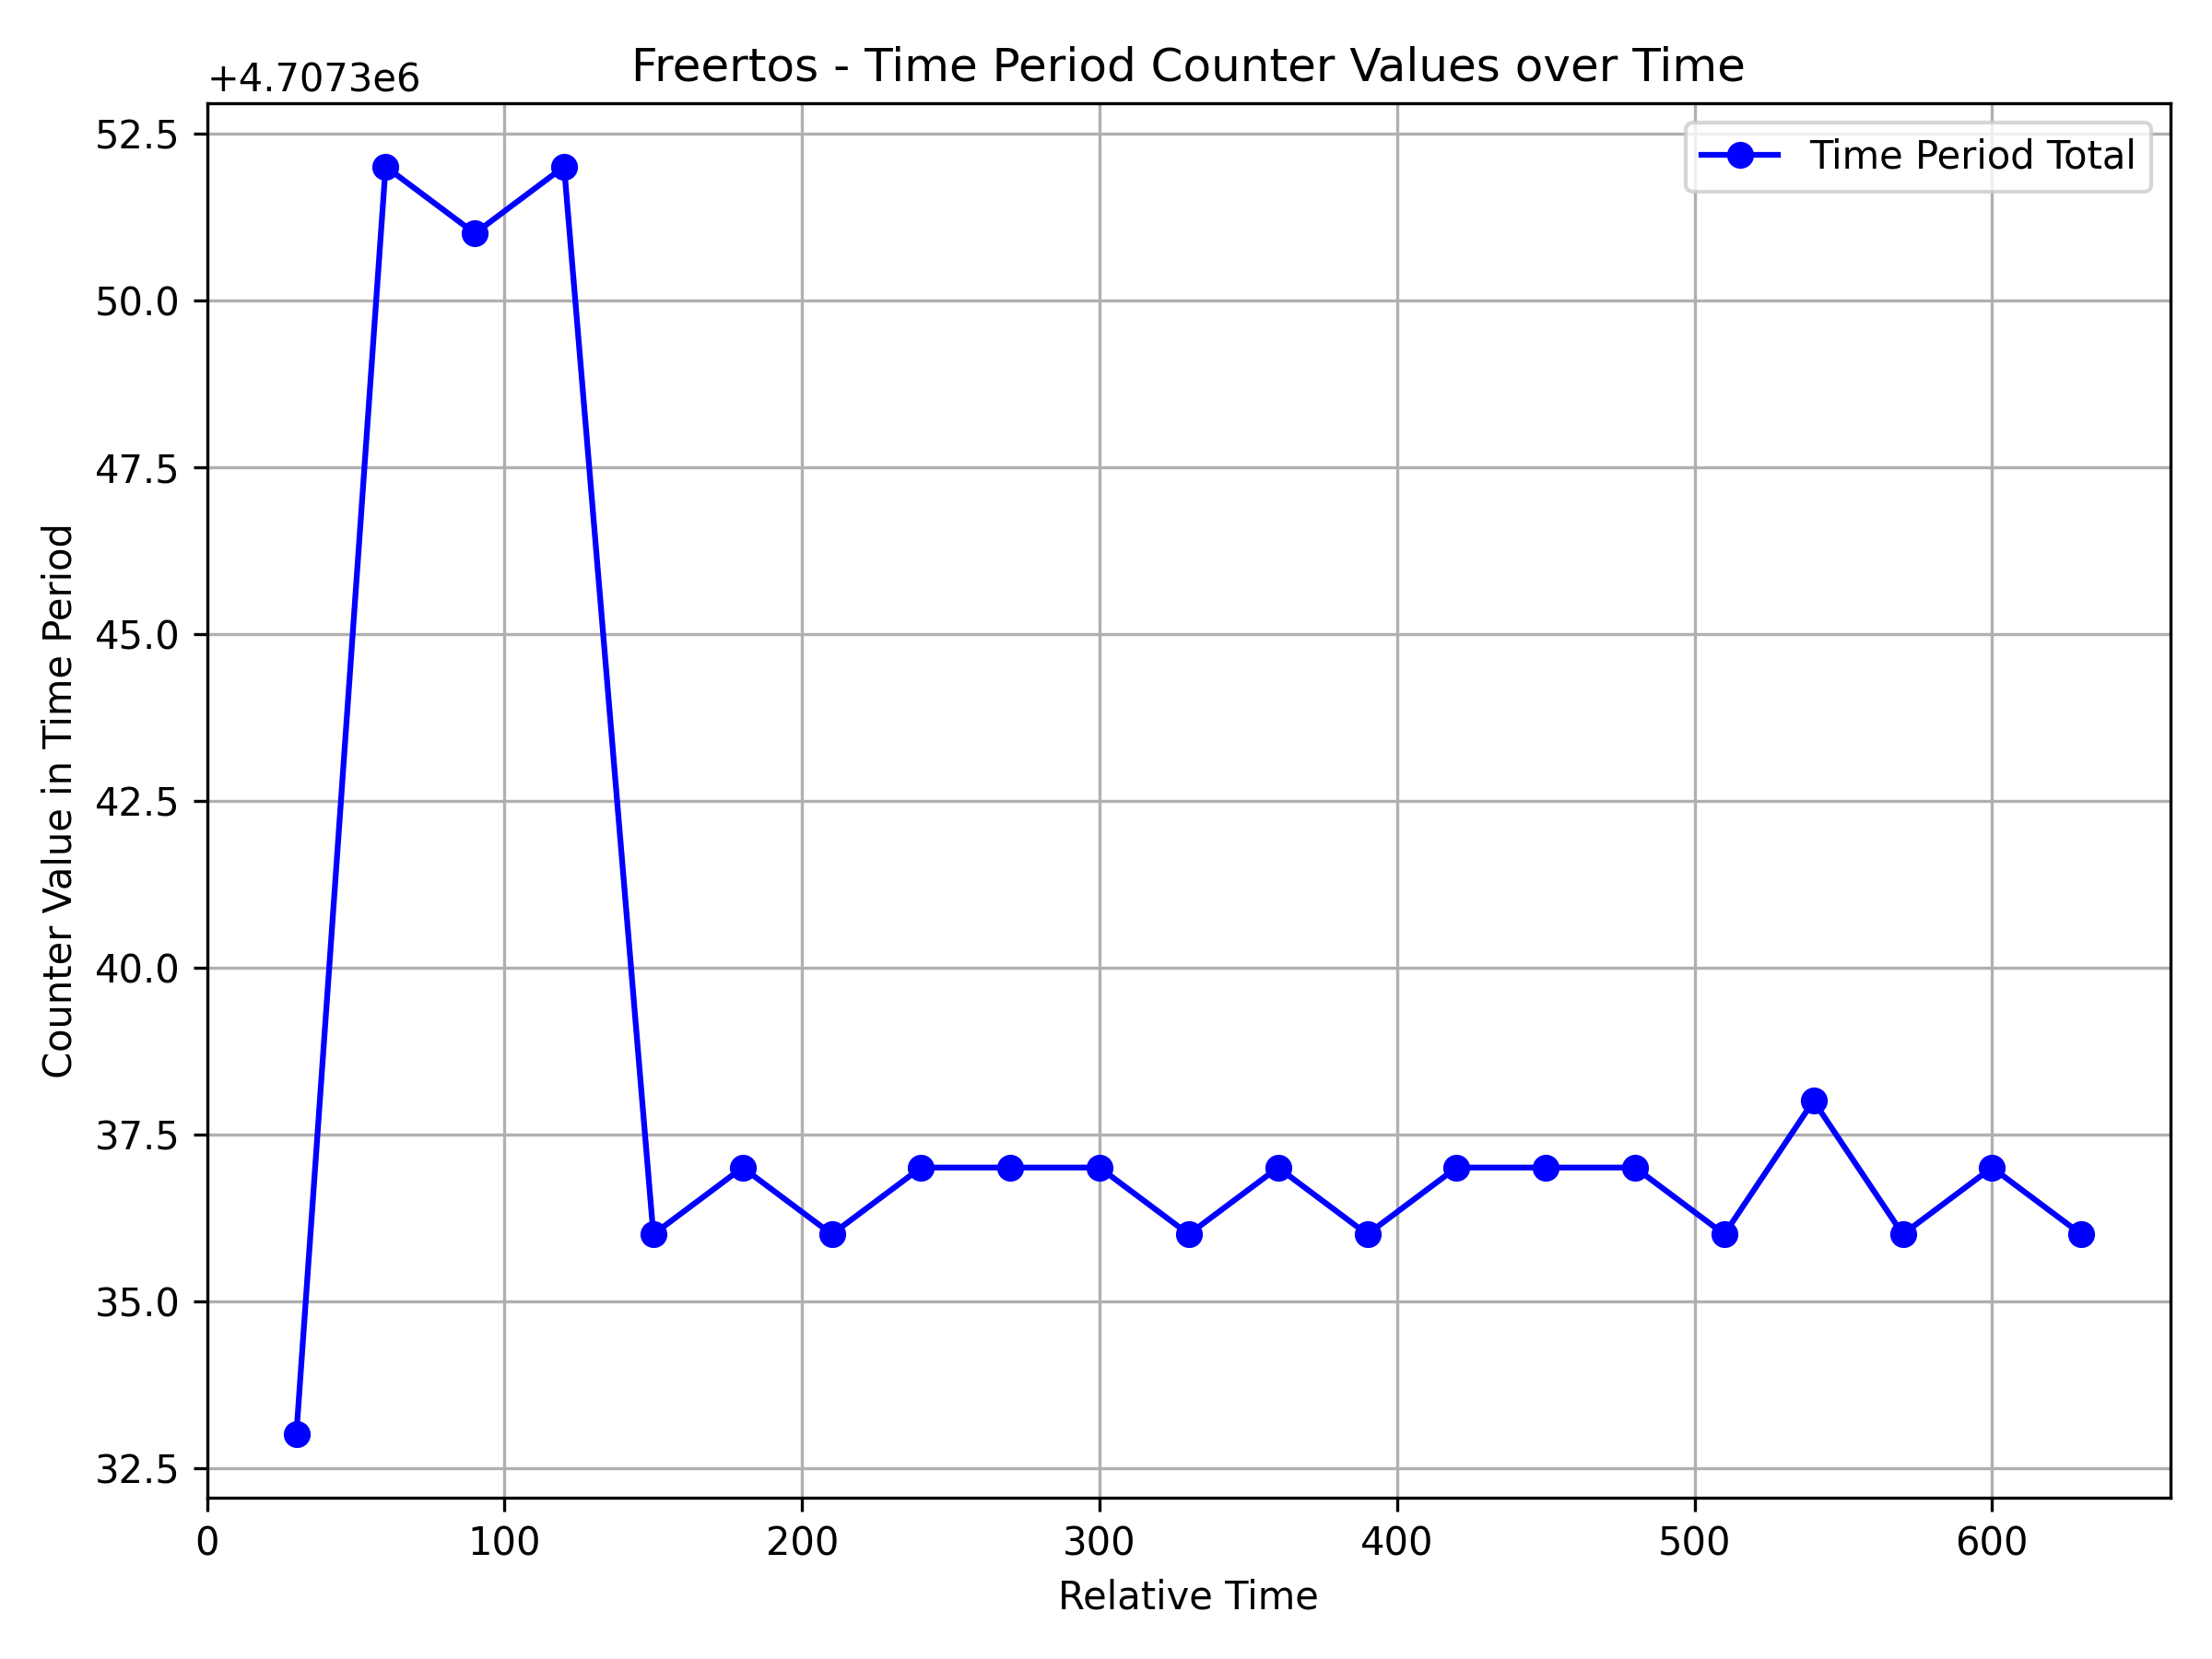 Freertos - Time Period Counter Values over Time
+4.7073e6
Time Period Total
52.5
50.0
47.5
45.0
42.5
40.0
37.5
35.0
32.5
Counter Value in Time Period
0 100 200 300 400 500 600
Relative Time